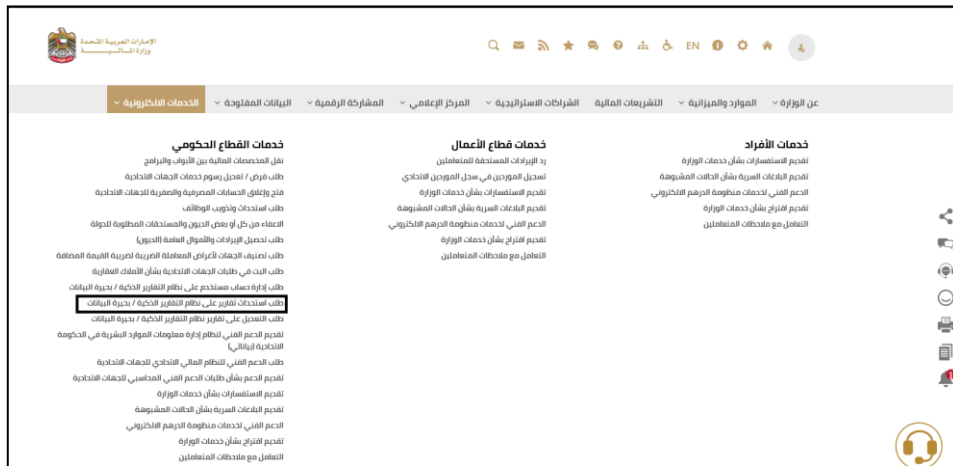 الإمارات العربية المتحدة
وزارة المالية
EN
عن الوزارة
الموارد والميزانية
التشريعات المالية
الشراكات الاستراتيجية
المركز الإعلامي
المشاركة الرقمية
البيانات المفتوحة
الخدمات الالكترونية
خدمات الأفراد
تقديم الاستفسارات بشأن خدمات الوزارة
تقديم البلاغات السرية بشأن الحالات المشبوهة
الدعم الفني لخدمات منظومة الدرهم الالكتروني
تقديم اقتراح بشأن خدمات الوزارة
التعامل مع ملاحظات المتعاملين
خدمات قطاع الأعمال
رد الإيرادات المستحقة للمتعاملين
تسجيل الموردين في سجل الموردين الاتحادي
تقديم الاستفسارات بشأن خدمات الوزارة
تقديم البلاغات السرية بشأن الحالات المشبوهة
الدعم الفني لخدمات منظومة الدرهم الالكتروني
تقديم اقتراح بشأن خدمات الوزارة
التعامل مع ملاحظات المتعاملين
خدمات القطاع الحكومي
نقل المخصصات المالية بين الأبواب والبرامج
طلب فرض / تعديل رسوم خدمات الجهات الاتحادية
فتح وإغلاق الحسابات المصرفية والصفرية للجهات الاتحادية
طلب استحداث وتذويب الوظائف
الاعفاء من كل أو بعض الديون والمستحقات المطلوبة للدولة
طلب تحصيل الإيرادات والأموال العامة (الديون)
طلب تصنيف الجهات لأغراض المعاملة الضريبة لضريبة القيمة المضافة
طلب البت في طلبات الجهات الاتحادية بشأن الأملاك العقارية
طلب إدارة حساب مستخدم على نظام التقارير الذكية / بحيرة البيانات
طلب استحداث تقارير على نظام التقارير الذكية / بحيرة البيانات
طلب التعديل على تقارير نظام التقارير الذكية / بحيرة البيانات
تقديم الدعم الفني لنظام إدارة معلومات الموارد البشرية في الحكومة
الاتحادية (بياناتي)
طلب الدعم الفني للنظام المالي الاتحادي للجهات الاتحادية
تقديم الدعم بشأن طلبات الدعم الفني المحاسبي للجهات الاتحادية
تقديم الاستفسارات بشأن خدمات الوزارة
تقديم البلاغات السرية بشأن الحالات المشبوهة
الدعم الفني لخدمات منظومة الدرهم الالكتروني
تقديم اقتراح بشأن خدمات الوزارة
التعامل مع ملاحظات المتعاملين